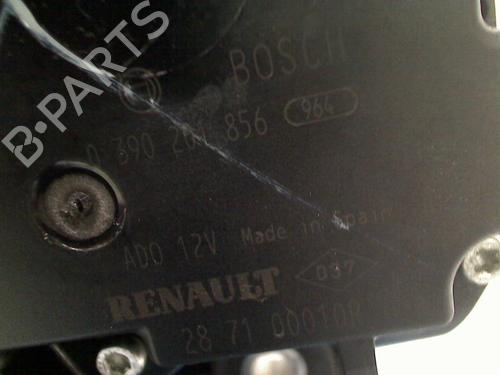 B-PARTS
BOSCH
0 390 201 856 964
ADO 12V Made in Spain
RENAULT 037
28 71 00010R